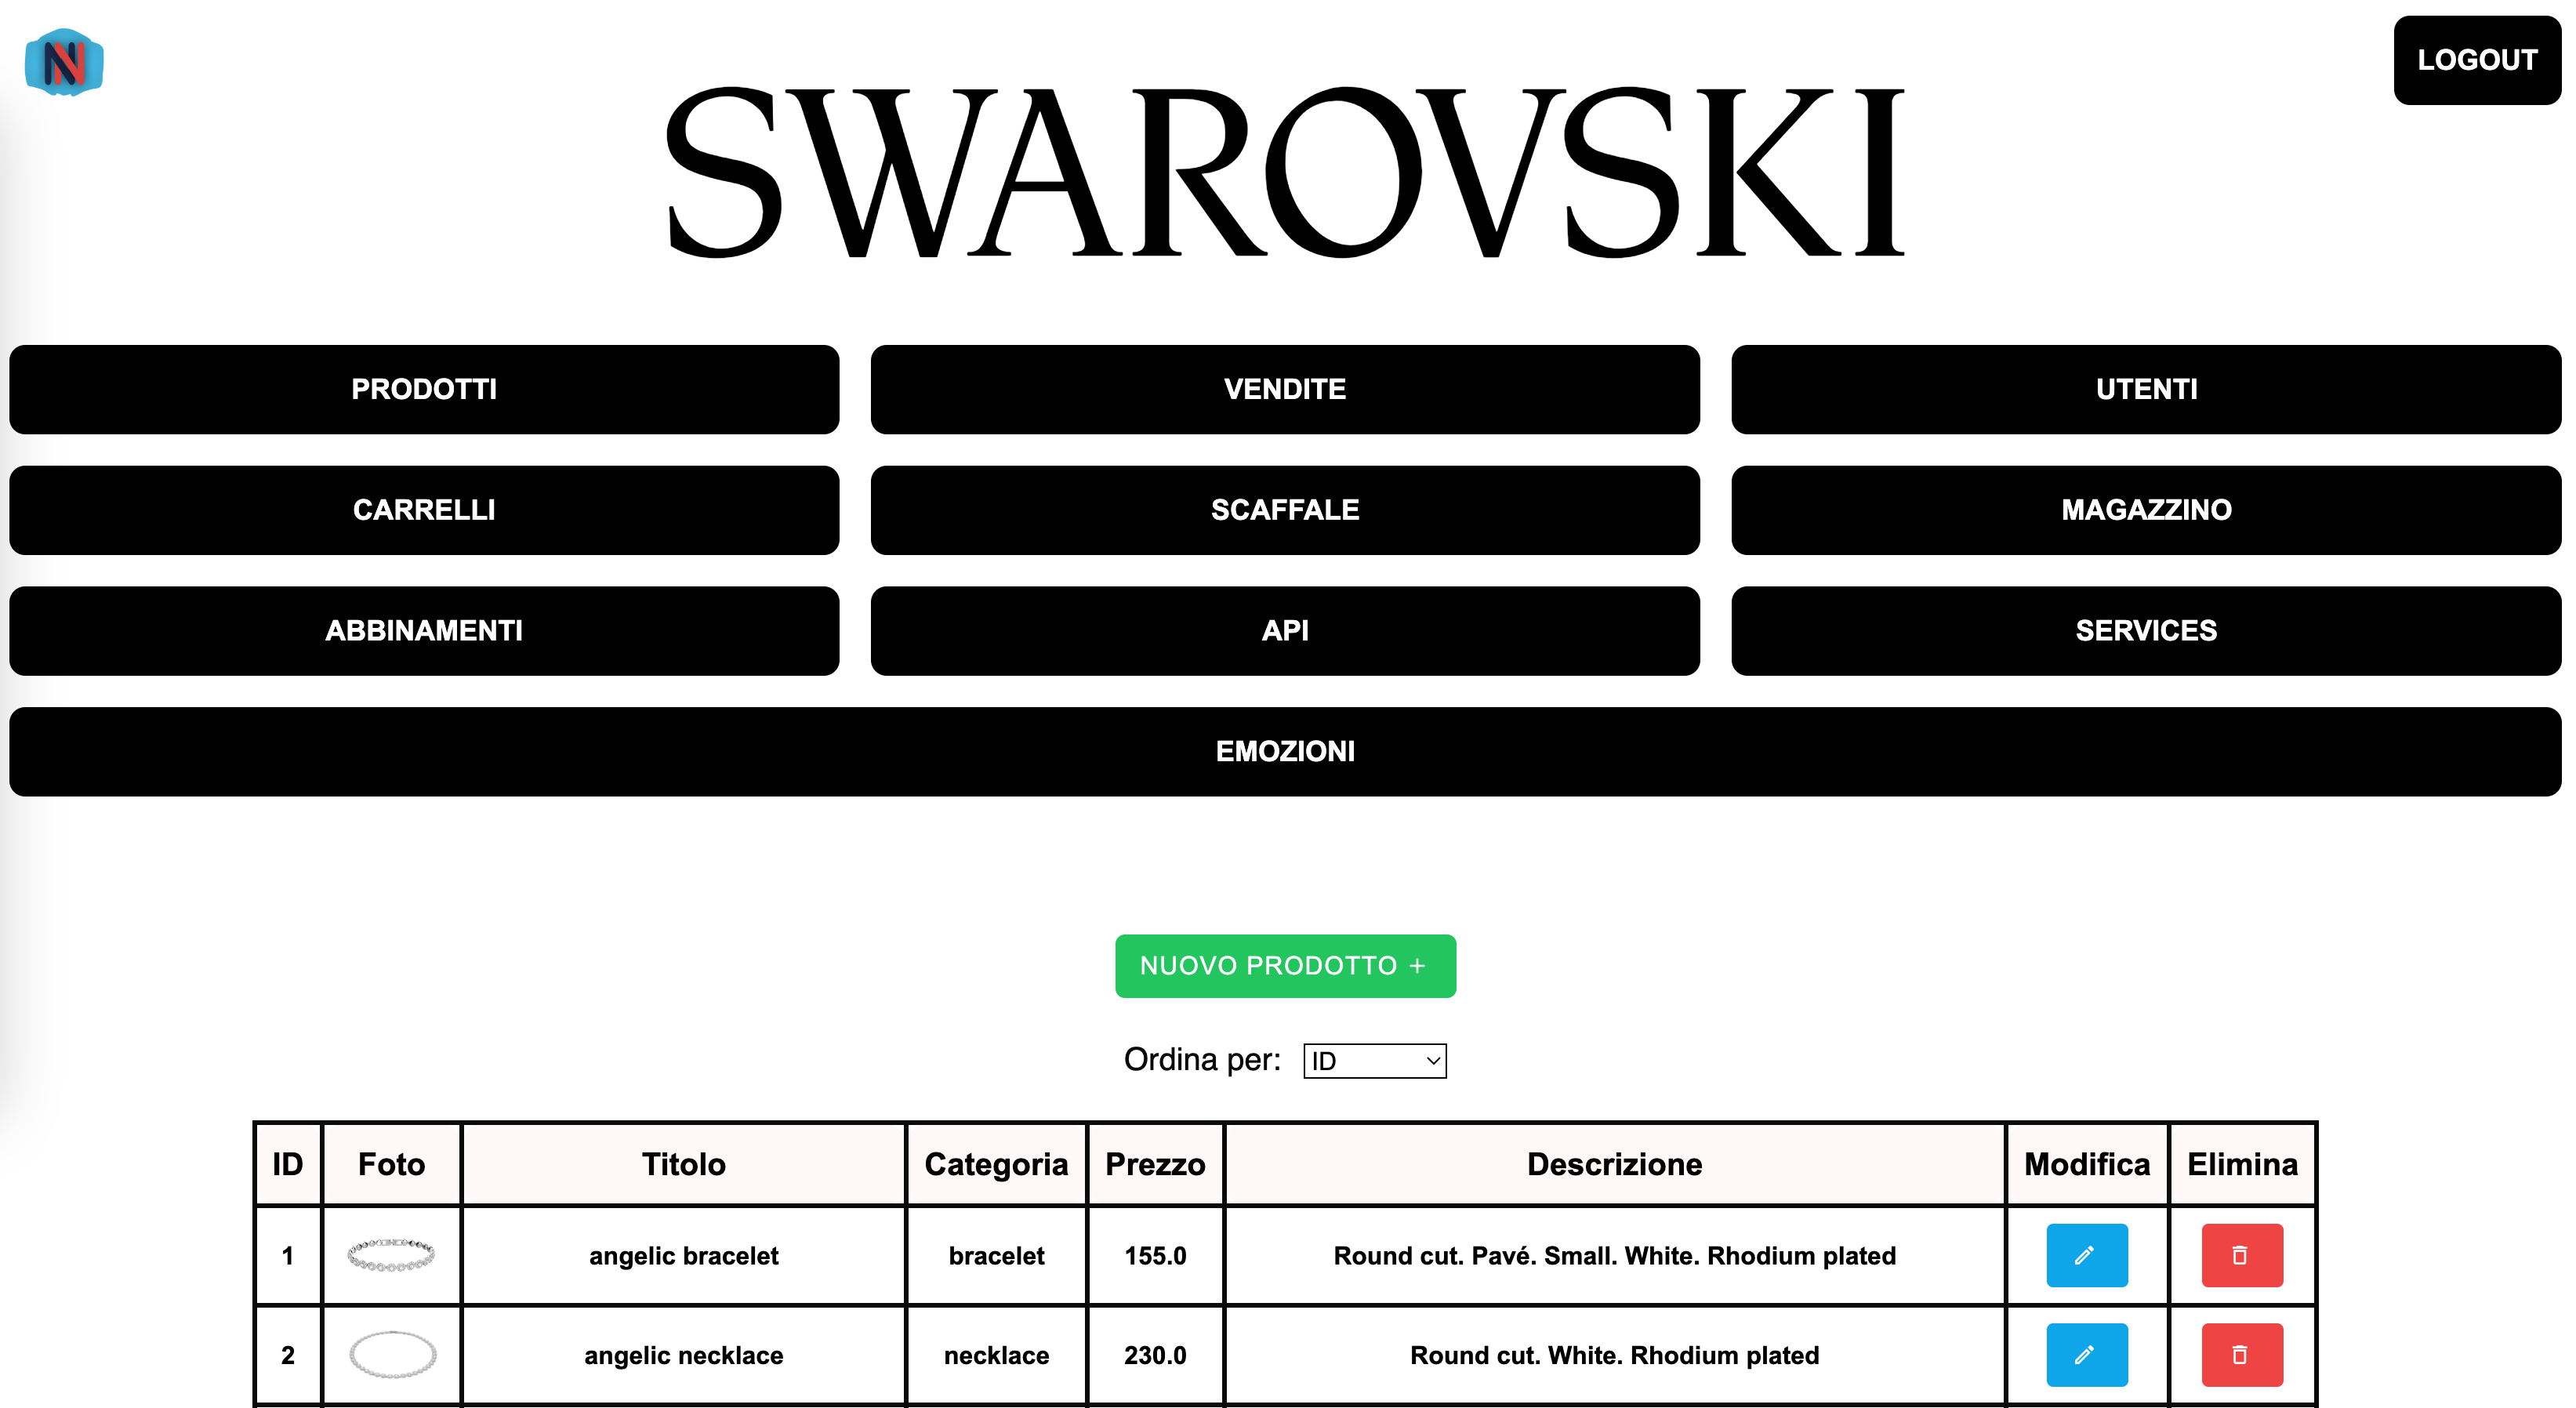 N
LOGOUT
SWAROVSKI
PRODOTTI VENDITE UTENTI
CARRELLI SCAFFALE MAGAZZINO
ABBINAMENTI API SERVICES
EMOZIONI
NUOVO PRODOTTO +
Ordina per: ID
ID Foto Titolo Categoria Prezzo Descrizione Modifica Elimina
1 angelic bracelet bracelet 155.0 Round cut. Pavé. Small. White. Rhodium plated
2 angelic necklace necklace 230.0 Round cut. White. Rhodium plated